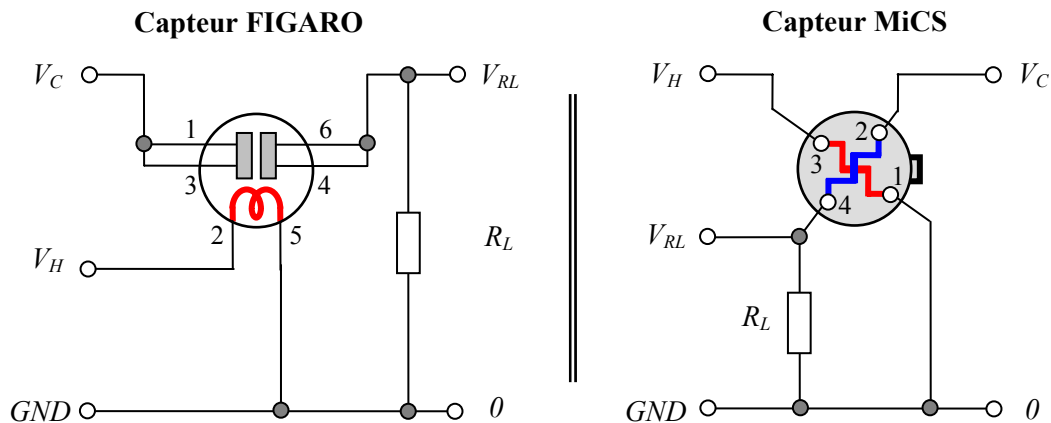 Capteur FIGARO
V_C
V_RL
1
6
3
4
2
5
R_L
V_H
GND
0
Capteur MiCS
V_H
V_C
2
3
1
4
V_RL
R_L
GND
0